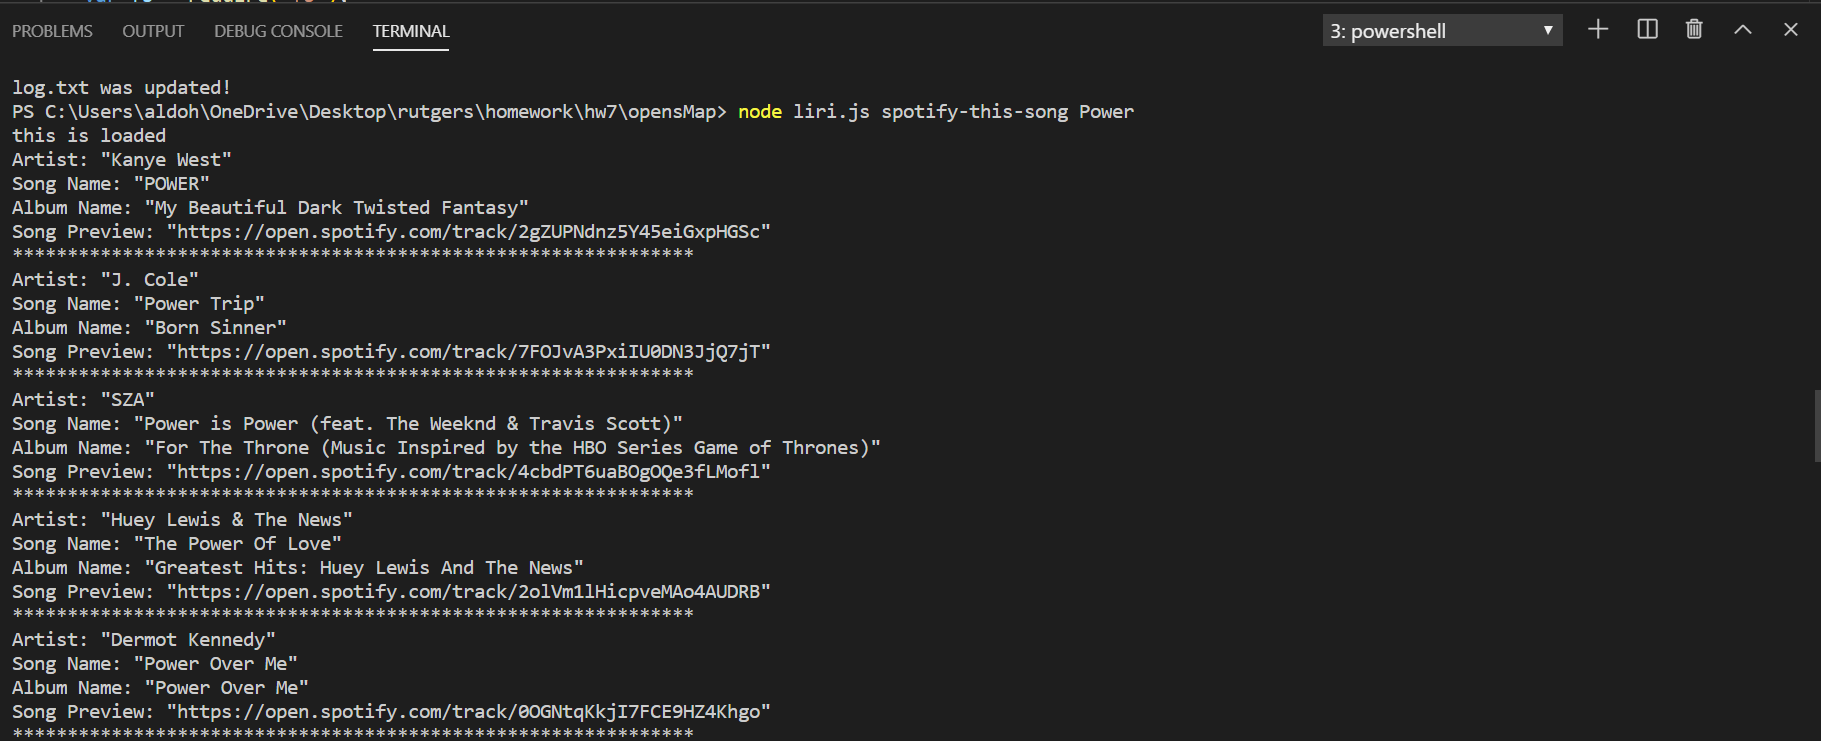 PROBLEMS OUTPUT DEBUG CONSOLE TERMINAL 3: powershell
log.txt was updated!
PS C:\Users\aldoh\OneDrive\Desktop\rutgers\homework\hw7\opensMap> node liri.js spotify-this-song Power
this is loaded
Artist: "Kanye West"
Song Name: "POWER"
Album Name: "My Beautiful Dark Twisted Fantasy"
Song Preview: "https://open.spotify.com/track/2gZUPNdnz5Y45eiGxpHGSc"
**************************************************************
Artist: "J. Cole"
Song Name: "Power Trip"
Album Name: "Born Sinner"
Song Preview: "https://open.spotify.com/track/7FOJvA3PxiIU0DN3JjQ7jT"
**************************************************************
Artist: "SZA"
Song Name: "Power is Power (feat. The Weeknd & Travis Scott)"
Album Name: "For The Throne (Music Inspired by the HBO Series Game of Thrones)"
Song Preview: "https://open.spotify.com/track/4cbdPT6uaBOgOQe3fLMofl"
**************************************************************
Artist: "Huey Lewis & The News"
Song Name: "The Power Of Love"
Album Name: "Greatest Hits: Huey Lewis And The News"
Song Preview: "https://open.spotify.com/track/2olVm1lHicpveMAo4AUDRB"
**************************************************************
Artist: "Dermot Kennedy"
Song Name: "Power Over Me"
Album Name: "Power Over Me"
Song Preview: "https://open.spotify.com/track/0OGNtqKkjI7FCE9HZ4Khgo"
**************************************************************